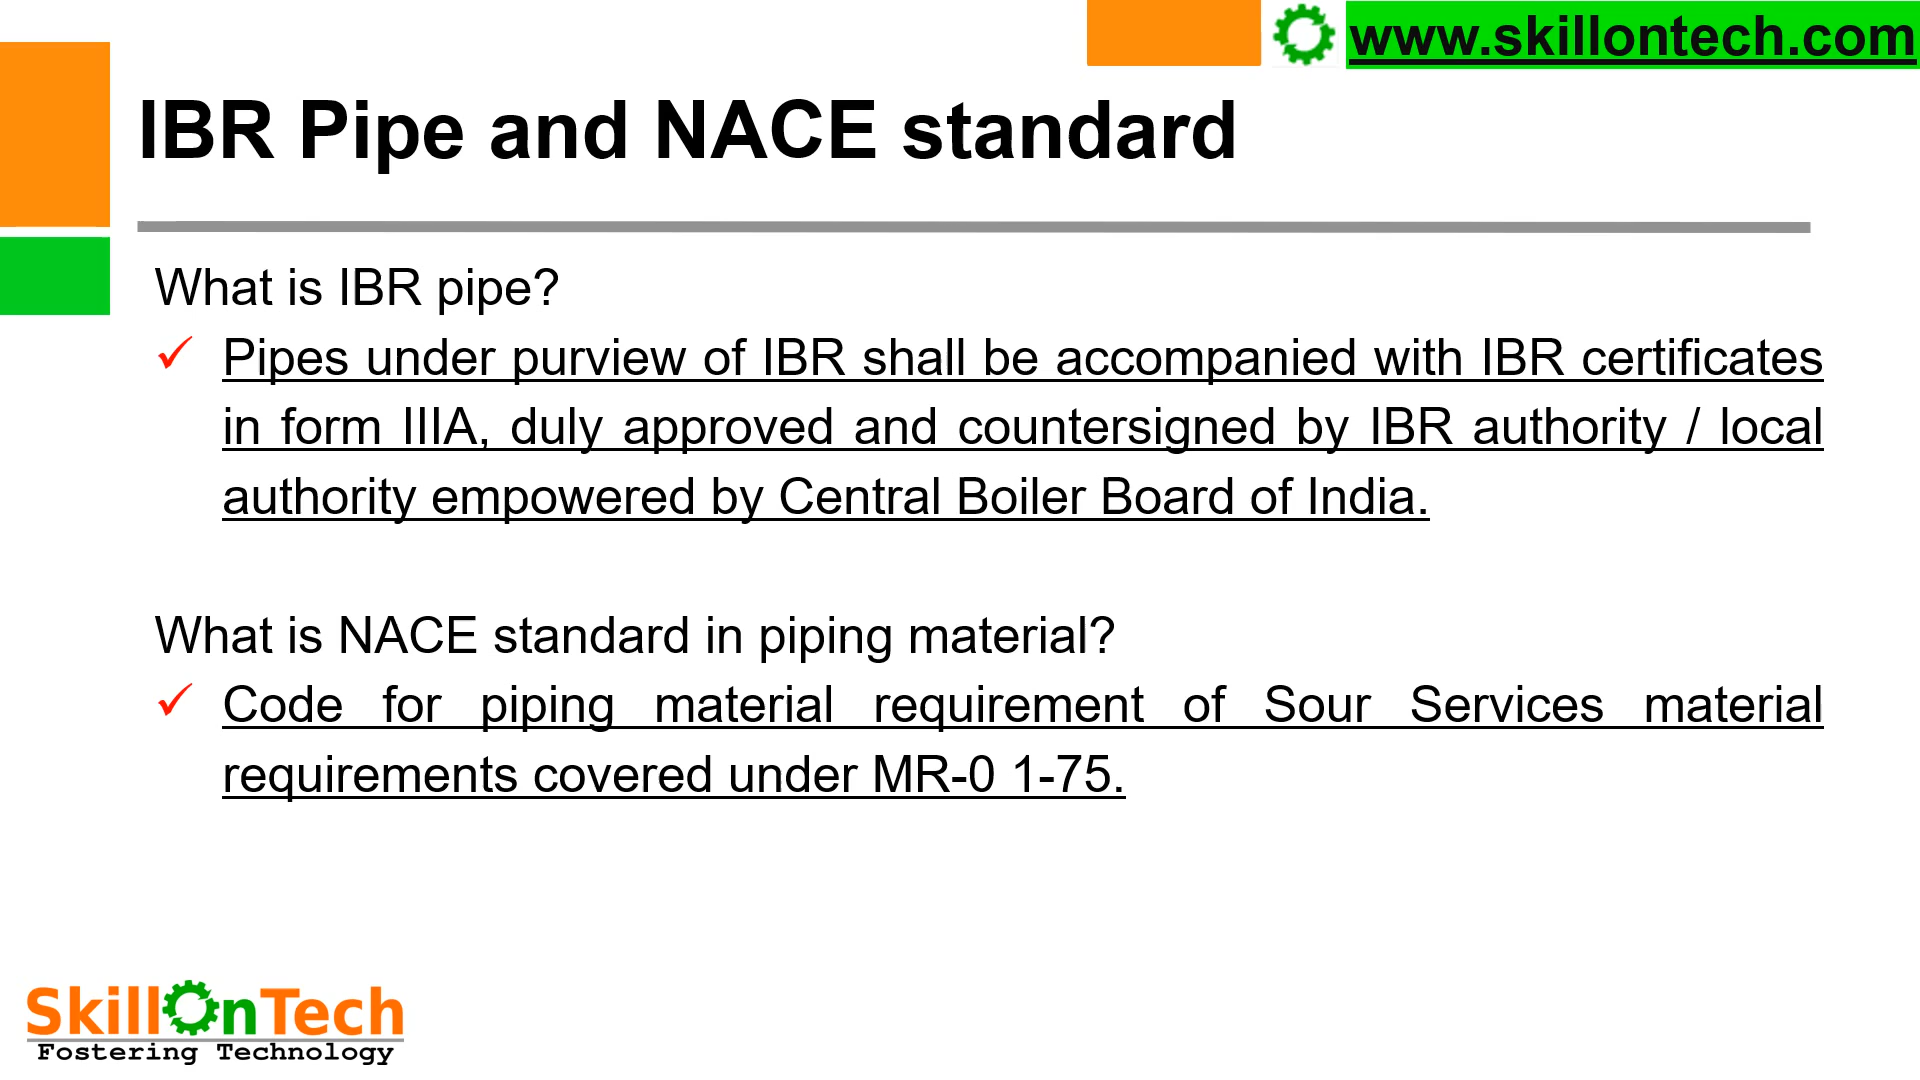 www.skillontech.com
IBR Pipe and NACE standard
What is IBR pipe?
✓ Pipes under purview of IBR shall be accompanied with IBR certificates
in form IIIA, duly approved and countersigned by IBR authority / local
authority empowered by Central Boiler Board of India.
What is NACE standard in piping material?
✓ Code for piping material requirement of Sour Services material
requirements covered under MR-0 1-75.
SkillOnTech
Fostering Technology